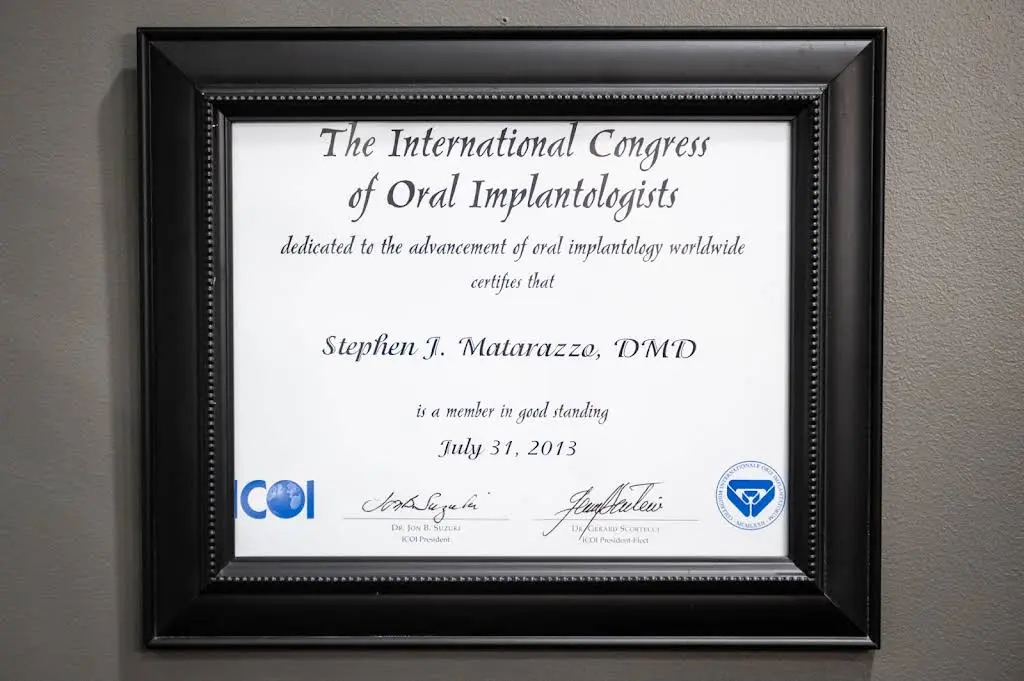 The International Congress
of Oral Implantologists
dedicated to the advancement of oral implantology worldwide
certifies that
Stephen J. Matarazzo, DMD
is a member in good standing
July 31, 2013
ICOI
Dr. Jon B. Suzuki
ICOI President
Dr. Gerard Scortecci
ICOI President-Elect